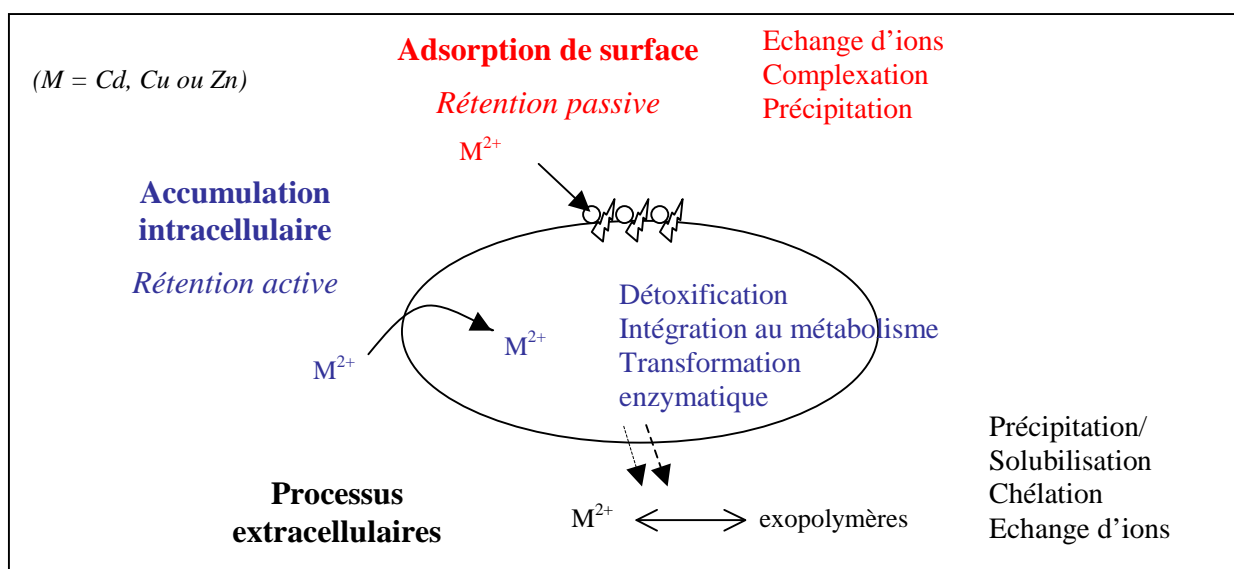 (M = Cd, Cu ou Zn)
Adsorption de surface
Rétention passive
M²⁺
Echange d'ions
Complexation
Précipitation
Accumulation
intracellulaire
Rétention active
M²⁺
M²⁺
Détoxification
Intégration au métabolisme
Transformation
enzymatique
Processus
extracellulaires
M²⁺
exopolymères
Précipitation/
Solubilisation
Chélation
Echange d'ions